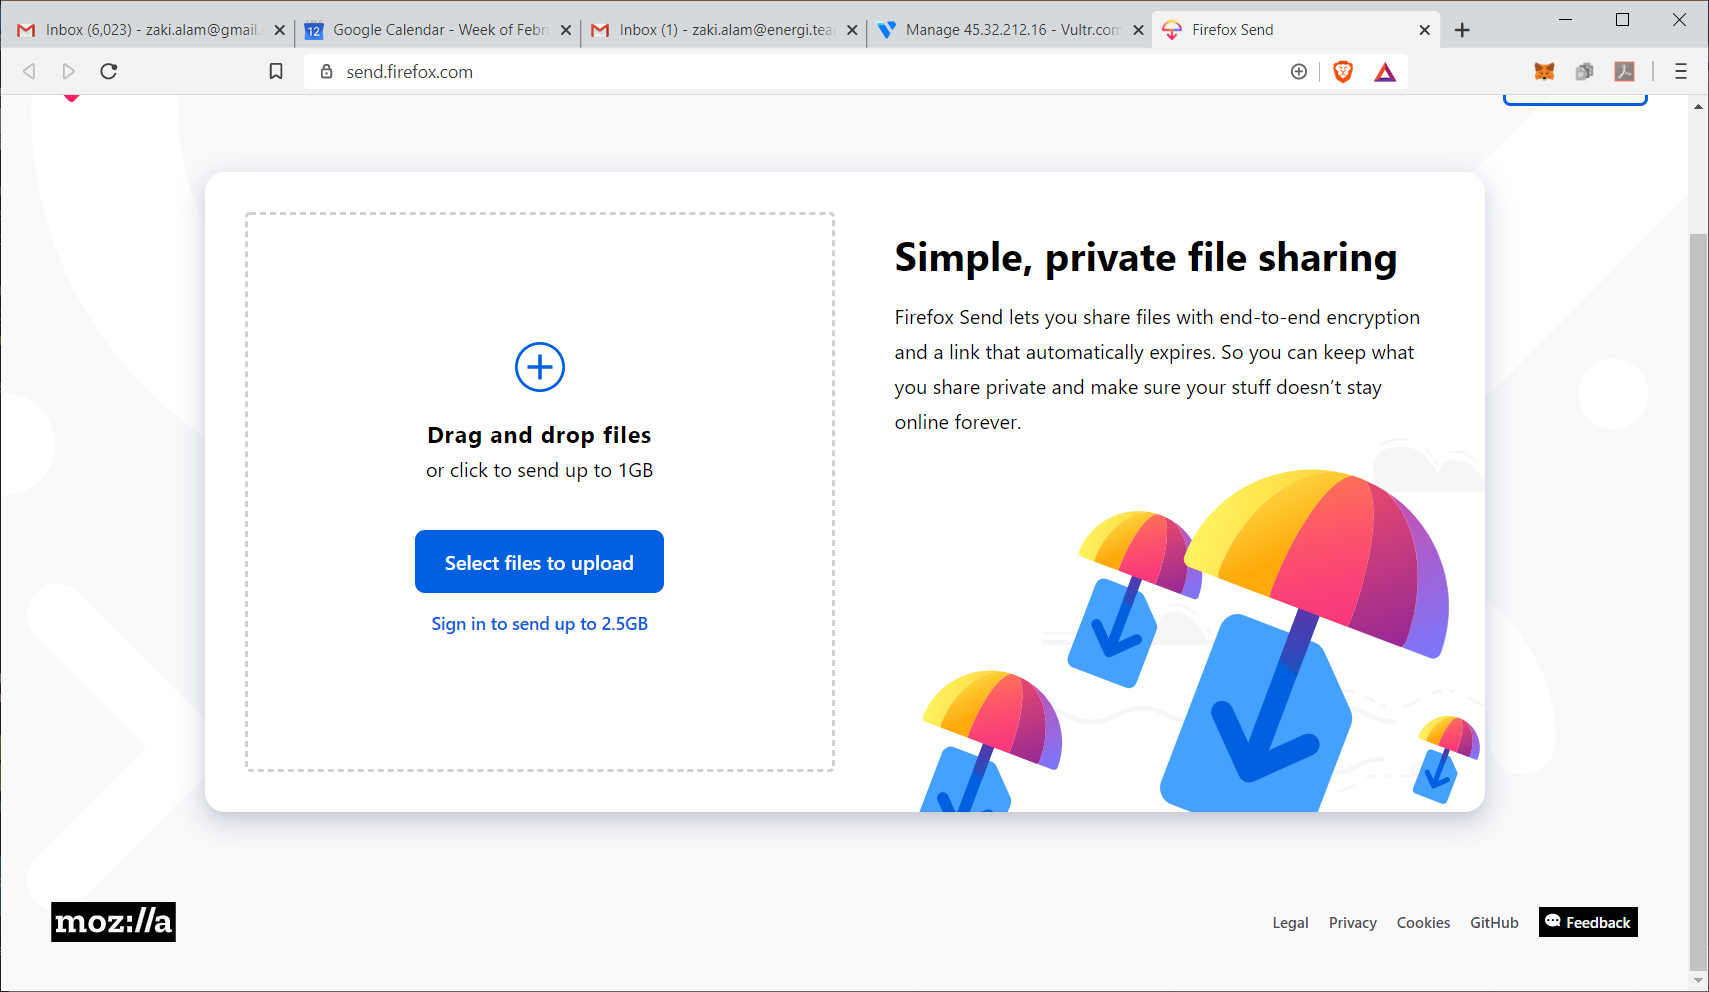 Inbox (6,023) - zaki.alam@gmail.
12
Google Calendar - Week of Febr
Inbox (1) - zaki.alam@energi.tea
Manage 45.32.212.16 - Vultr.com
Firefox Send
send.firefox.com
Drag and drop files
or click to send up to 1GB
Select files to upload
Sign in to send up to 2.5GB
Simple, private file sharing
Firefox Send lets you share files with end-to-end encryption
and a link that automatically expires. So you can keep what
you share private and make sure your stuff doesn’t stay
online forever.
moz://a
Legal
Privacy
Cookies
GitHub
Feedback